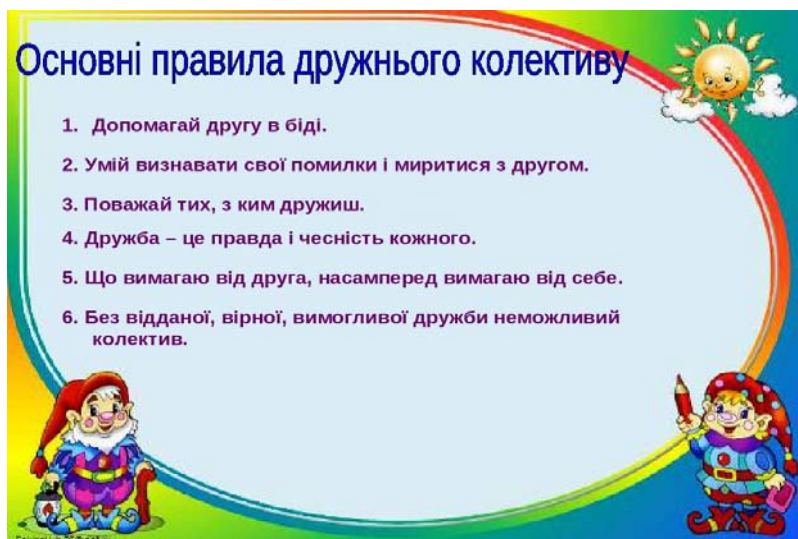 Основні правила дружнього колективу
1. Допомагай другу в біді.
2. Умій визнавати свої помилки і миритися з другом.
3. Поважай тих, з ким дружиш.
4. Дружба – це правда і чесність кожного.
5. Що вимагаю від друга, насамперед вимагаю від себе.
6. Без відданої, вірної, вимогливої дружби неможливий
колектив.